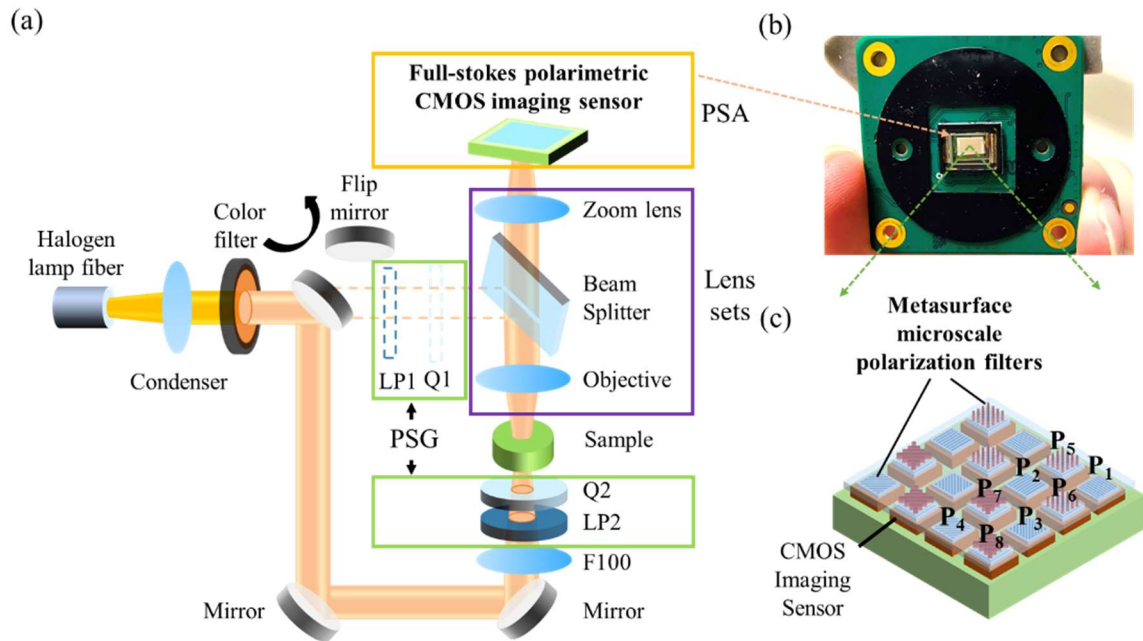 (a)
Full-stokes polarimetric
CMOS imaging sensor
PSA
Flip
mirror
Color
filter
Halogen
lamp fiber
Condenser
Zoom lens
Beam
Splitter
Lens
sets
Objective
LP1 Q1
PSG
Sample
Q2
LP2
F100
Mirror
Mirror
(b)
(c)
Metasurface
microscale
polarization filters
P5
P1
P2
P6
P7
P3
P4
P8
CMOS
Imaging
Sensor